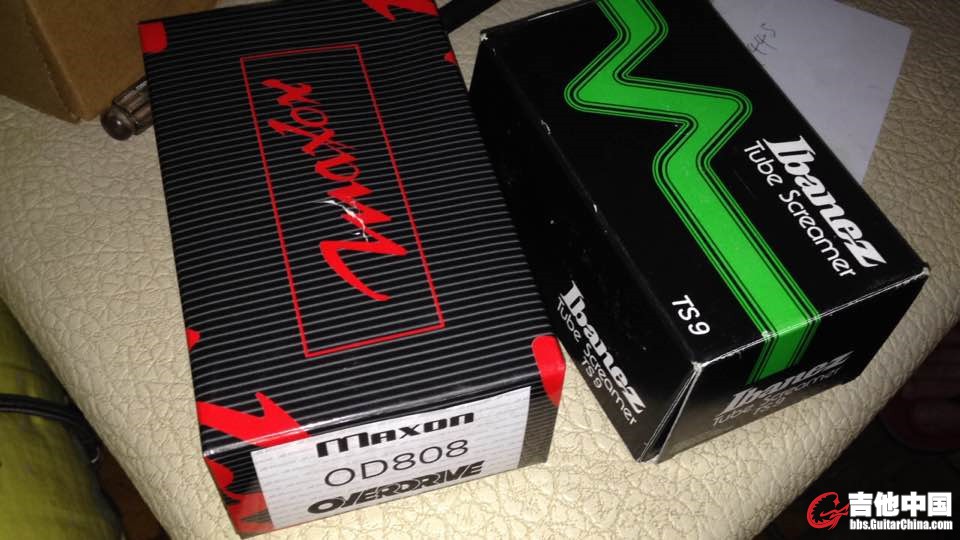 maxon
MAXON
OD808
OVERDRIVE
Ibanez
Tube Screamer
TS9
Ibanez
Tube Screamer
TS9
Ibanez
Tube Screamer
吉他中国
bbs.GuitarChina.com